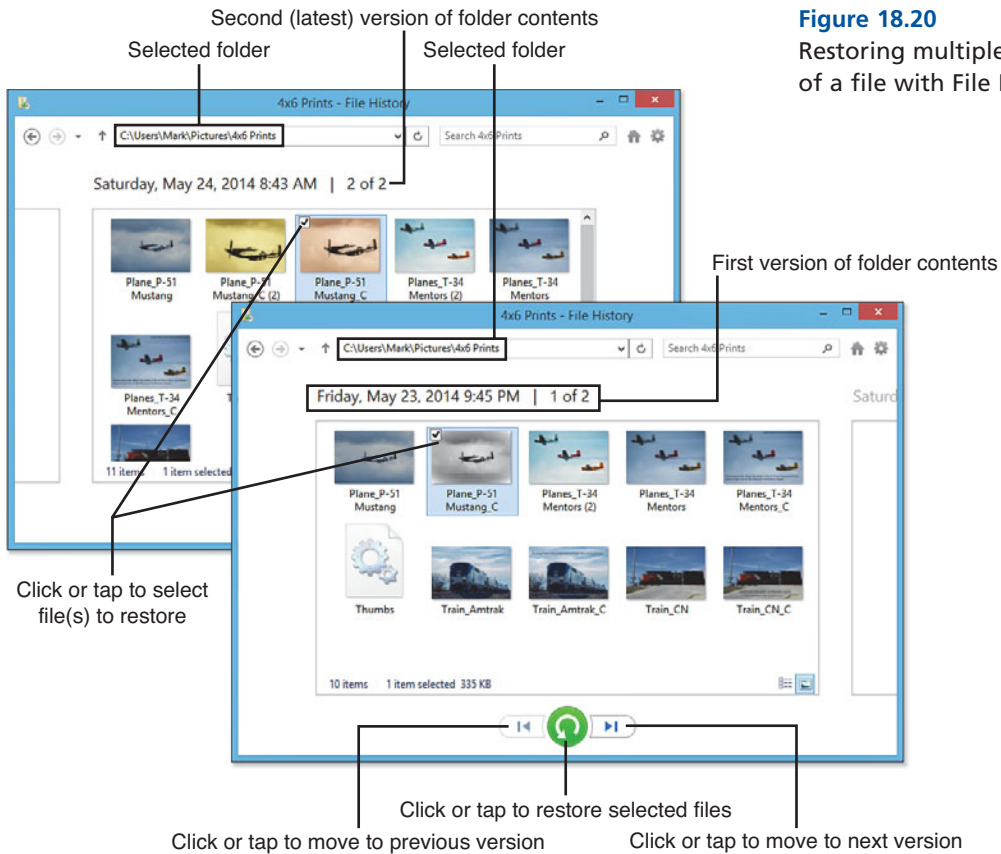 Second (latest) version of folder contents
Selected folder
Selected folder
Figure 18.20
Restoring multiple
of a file with File
4x6 Prints - File History
C:\Users\Mark\Pictures\4x6 Prints
Search 4x6 Prints
Saturday, May 24, 2014 8:43 AM | 2 of 2
Plane_P-51
Mustang
Plane_P-51
Mustang_C (2)
Plane_P-51
Mustang_C
Planes_T-34
Mentors (2)
Planes_T-34
Mentors
Planes_T-34
Mentors_C
11 items 1 item selected
First version of folder contents
4x6 Prints - File History
C:\Users\Mark\Pictures\4x6 Prints
Search 4x6 Prints
Friday, May 23, 2014 9:45 PM | 1 of 2
Saturd
Plane_P-51
Mustang
Plane_P-51
Mustang_C
Planes_T-34
Mentors (2)
Planes_T-34
Mentors
Planes_T-34
Mentors_C
Thumbs
Train_Amtrak
Train_Amtrak_C
Train_CN
Train_CN_C
10 items 1 item selected 335 KB
Click or tap to select
file(s) to restore
Click or tap to restore selected files
Click or tap to move to previous version
Click or tap to move to next version